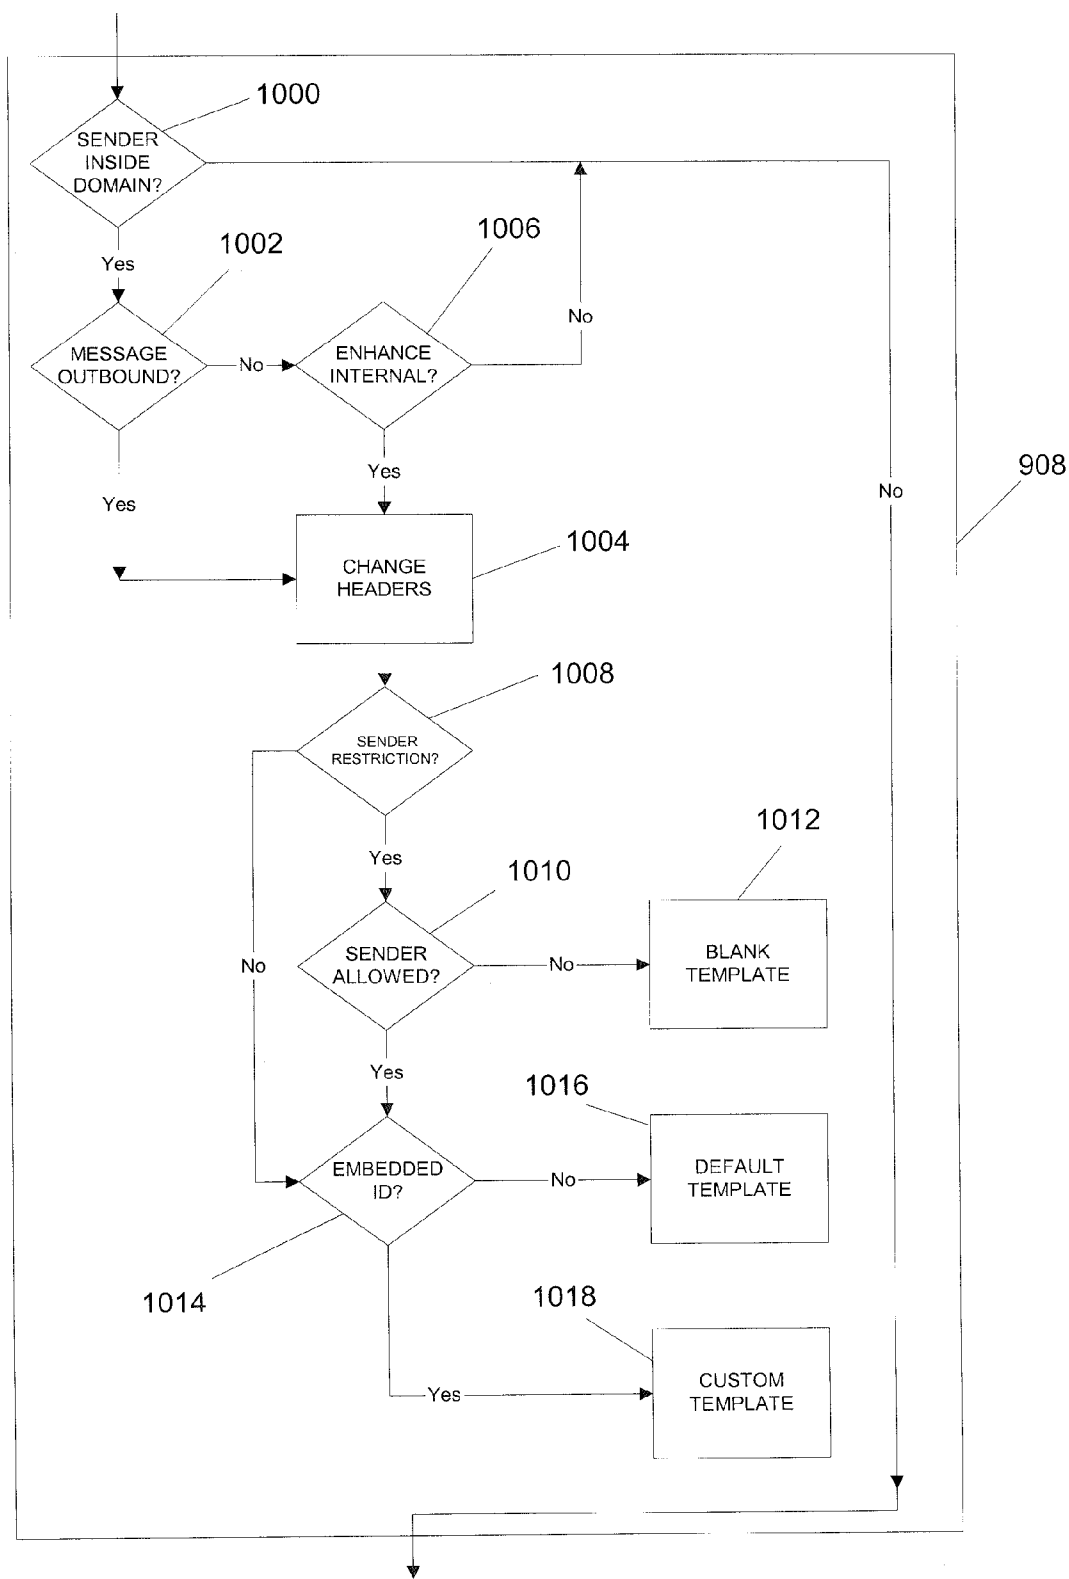 1000
SENDER
INSIDE
DOMAIN?
Yes
1002
1006
MESSAGE
OUTBOUND?
No
ENHANCE
INTERNAL?
No
Yes
Yes
No
908
CHANGE
HEADERS
1004
1008
SENDER
RESTRICTION?
Yes
1012
1010
SENDER
ALLOWED?
No
No
BLANK
TEMPLATE
Yes
1016
EMBEDDED
ID?
No
DEFAULT
TEMPLATE
1014
1018
Yes
CUSTOM
TEMPLATE